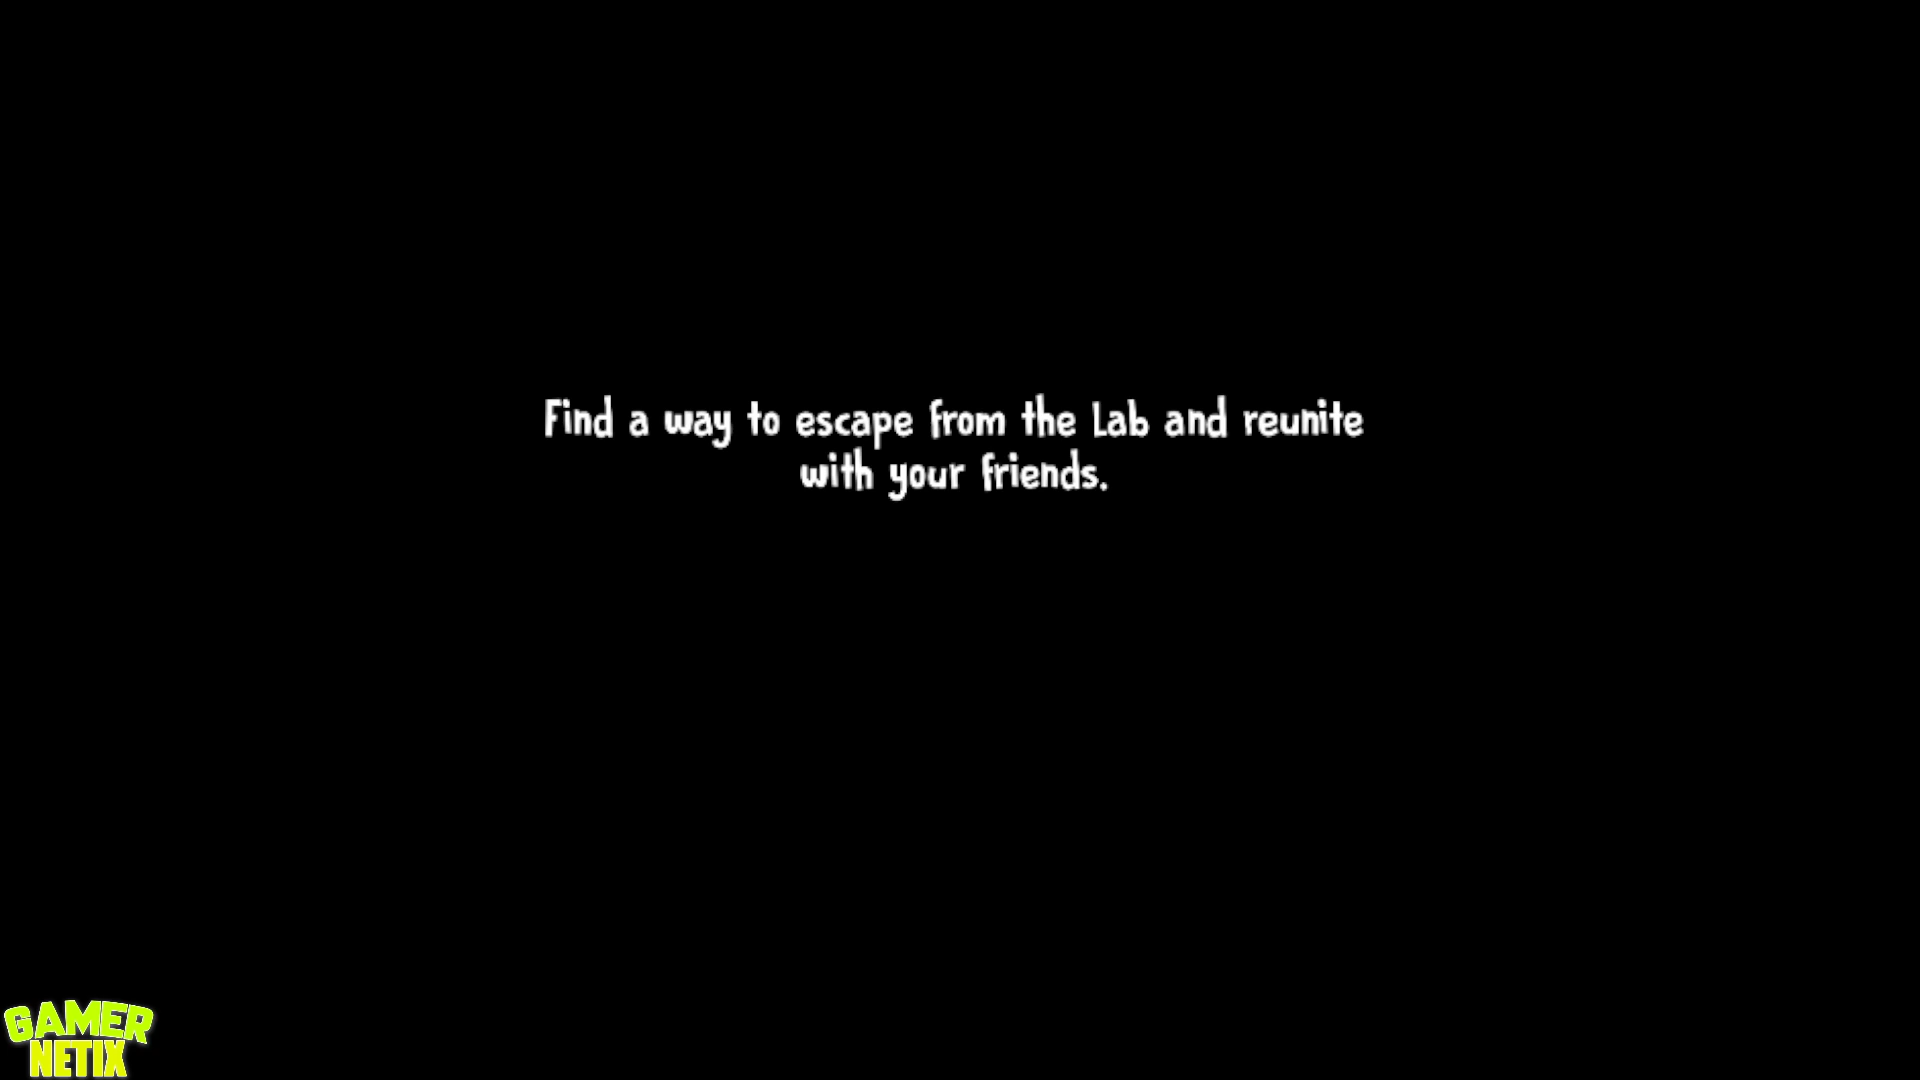 Find a way to escape from the Lab and reunite
with your friends.
GAMER
NETIX